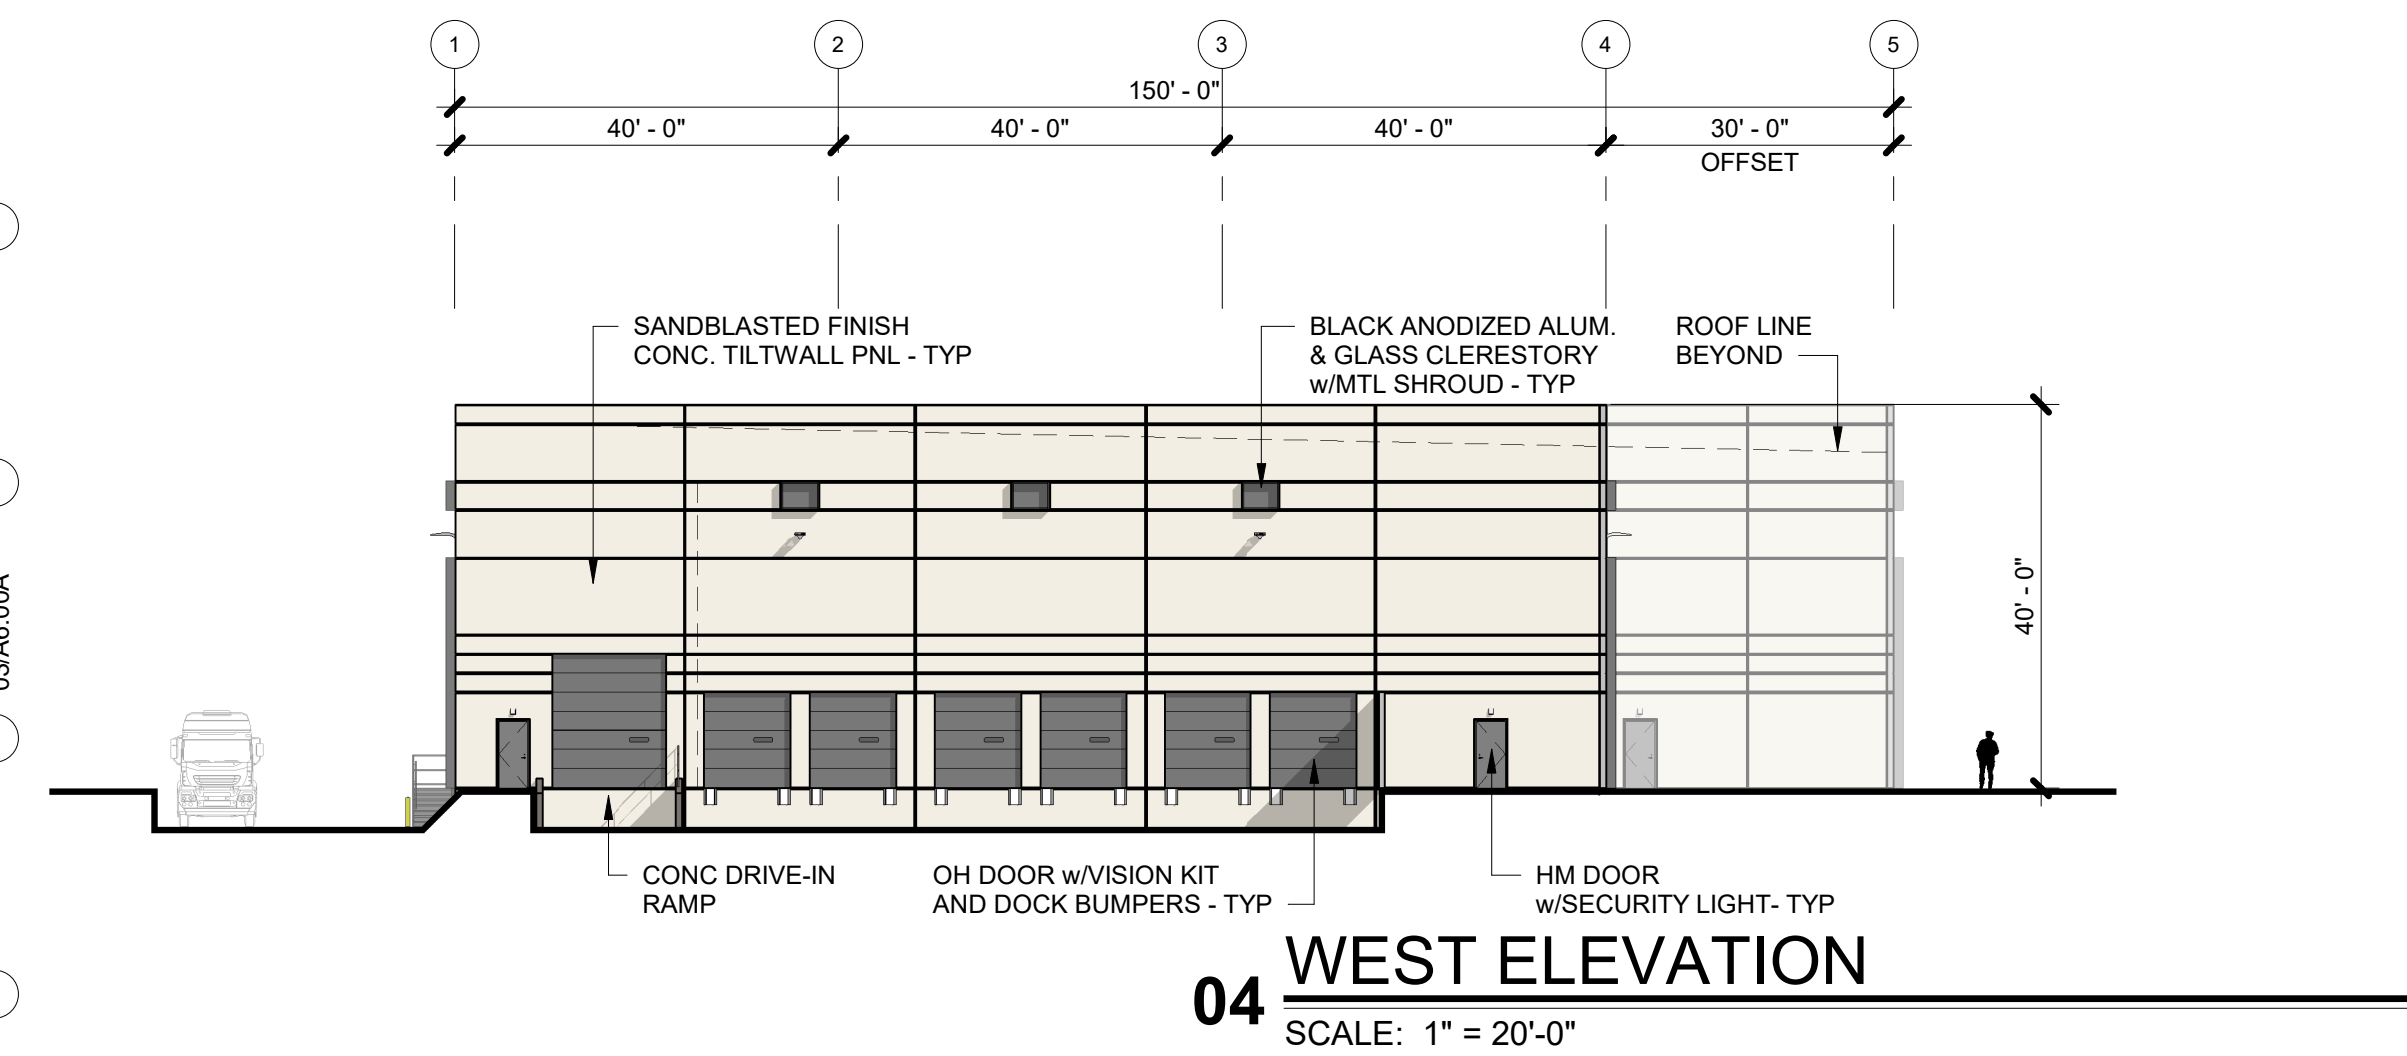 1 2 3 4 5
150' - 0"
40' - 0" 40' - 0" 40' - 0" 30' - 0"
OFFSET
SANDBLASTED FINISH
CONC. TILTWALL PNL - TYP
BLACK ANODIZED ALUM.
& GLASS CLERESTORY
w/MTL SHROUD - TYP
ROOF LINE
BEYOND
40' - 0"
CONC DRIVE-IN
RAMP
OH DOOR w/VISION KIT
AND DOCK BUMPERS - TYP
HM DOOR
w/SECURITY LIGHT- TYP
04 WEST ELEVATION
SCALE: 1" = 20'-0"